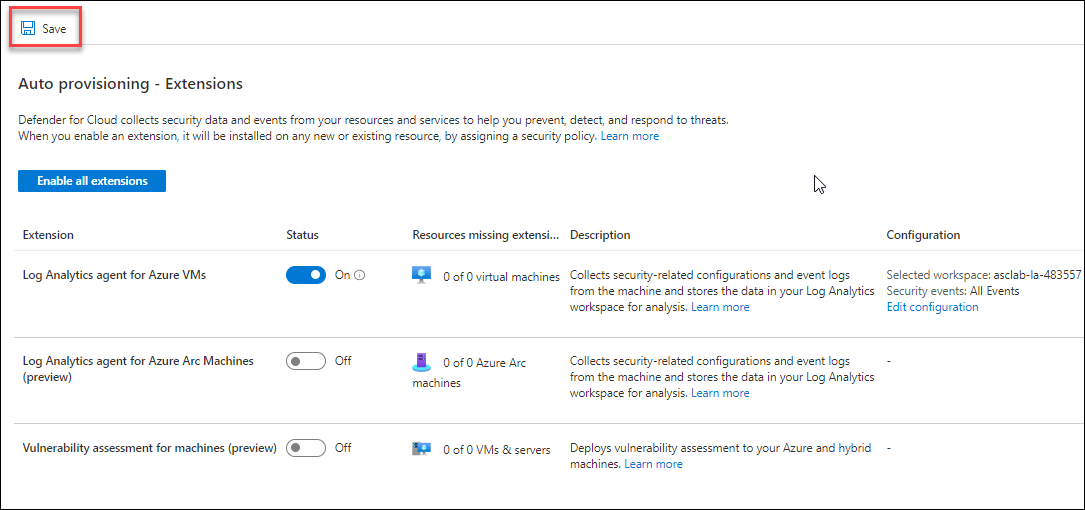 Save
Auto provisioning - Extensions
Defender for Cloud collects security data and events from your resources and services to help you prevent, detect, and respond to threats.
When you enable an extension, it will be installed on any new or existing resource, by assigning a security policy. Learn more
Enable all extensions
Extension Status Resources missing extensi... Description Configuration
Log Analytics agent for Azure VMs On 0 of 0 virtual machines Collects security-related configurations and event logs Selected workspace: asclab-la-483557
from the machine and stores the data in your Log Analytics Security events: All Events
workspace for analysis. Learn more Edit configuration
Log Analytics agent for Azure Arc Machines Off 0 of 0 Azure Arc Collects security-related configurations and event logs -
(preview) machines from the machine and stores the data in your Log Analytics
workspace for analysis. Learn more
Vulnerability assessment for machines (preview) Off 0 of 0 VMs & servers Deploys vulnerability assessment to your Azure and hybrid -
machines. Learn more